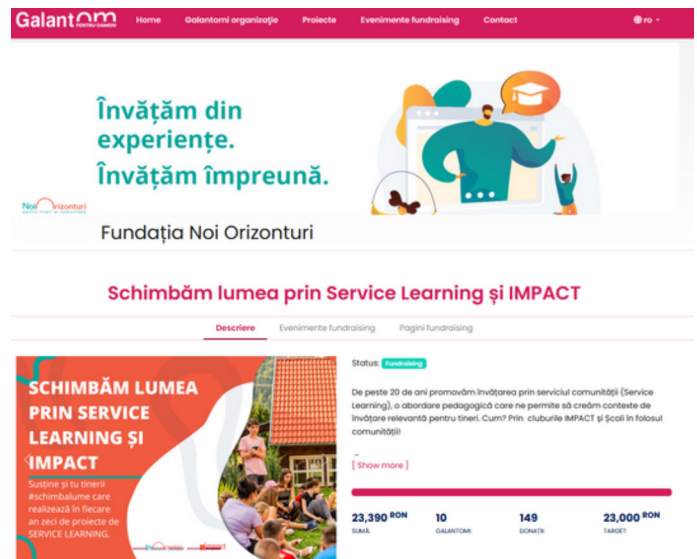 GalantOM
PENTRU OAMENI
Home
Galantomi organizație
Proiecte
Evenimente fundraising
Contact
ro
Învățăm din
experiențe.
Învățăm împreună.
Noi Orizonturi
pentru tineri și comunitate
Fundația Noi Orizonturi
Schimbăm lumea prin Service Learning și IMPACT
Descriere
Evenimente fundraising
Pagini fundraising
SCHIMBĂM LUMEA
PRIN SERVICE
LEARNING ȘI
IMPACT
Susține și tu tinerii
#schimbalume care
realizează în fiecare
an zeci de proiecte de
SERVICE LEARNING.
Status: Fundraising
De peste 20 de ani promovăm învățarea prin serviciul comunității (Service
Learning), o abordare pedagogică care ne permite să creăm contexte de
învățare relevantă pentru tineri. Cum? Prin cluburile IMPACT și Școli în folosul
comunității!
...
[ Show more ]
23,390 RON
SUMĂ:
10
GALANTOMI:
149
DONAȚII:
23,000 RON
TARGET: